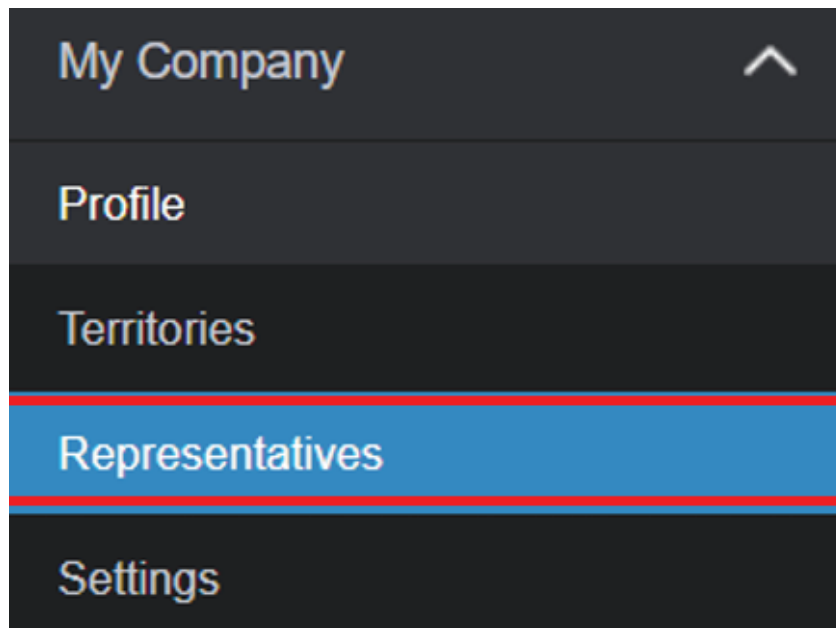 My Company
Profile
Territories
Representatives
Settings